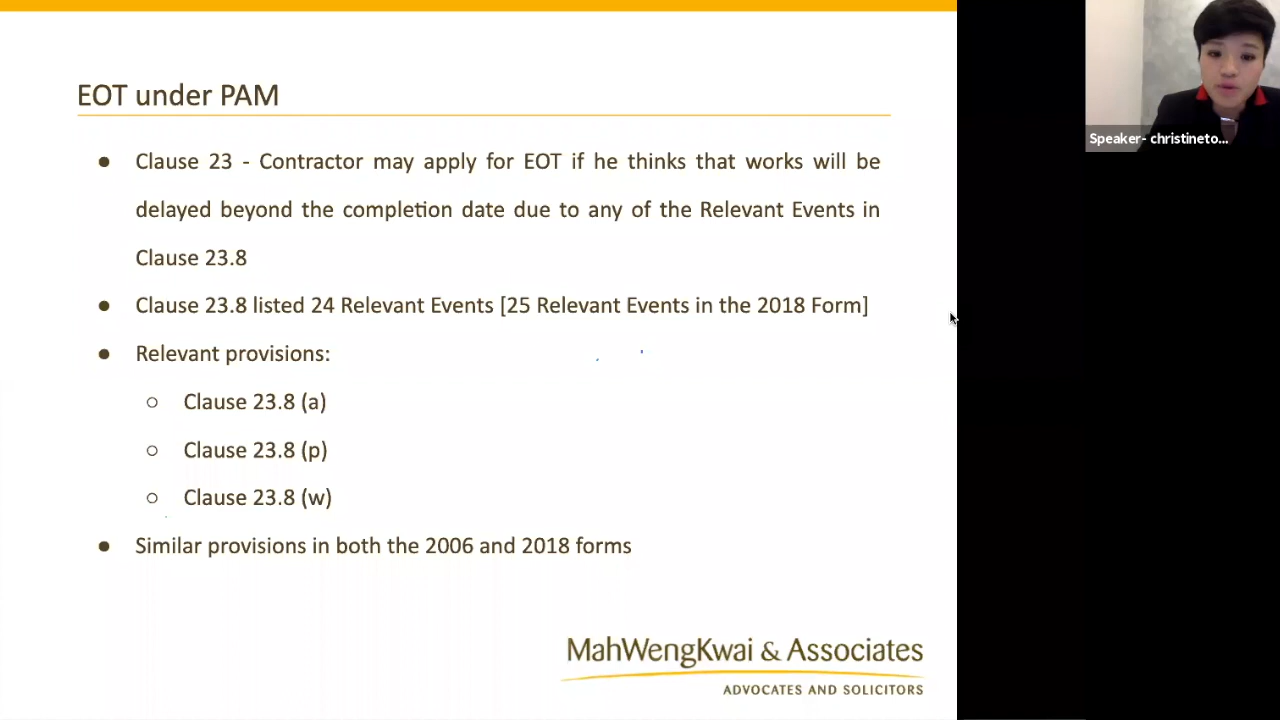 EOT under PAM
● Clause 23 - Contractor may apply for EOT if he thinks that works will be
delayed beyond the completion date due to any of the Relevant Events in
Clause 23.8
● Clause 23.8 listed 24 Relevant Events [25 Relevant Events in the 2018 Form]
● Relevant provisions:
○ Clause 23.8 (a)
○ Clause 23.8 (p)
○ Clause 23.8 (w)
● Similar provisions in both the 2006 and 2018 forms
MahWengKwai & Associates
ADVOCATES AND SOLICITORS
Speaker- christineto...